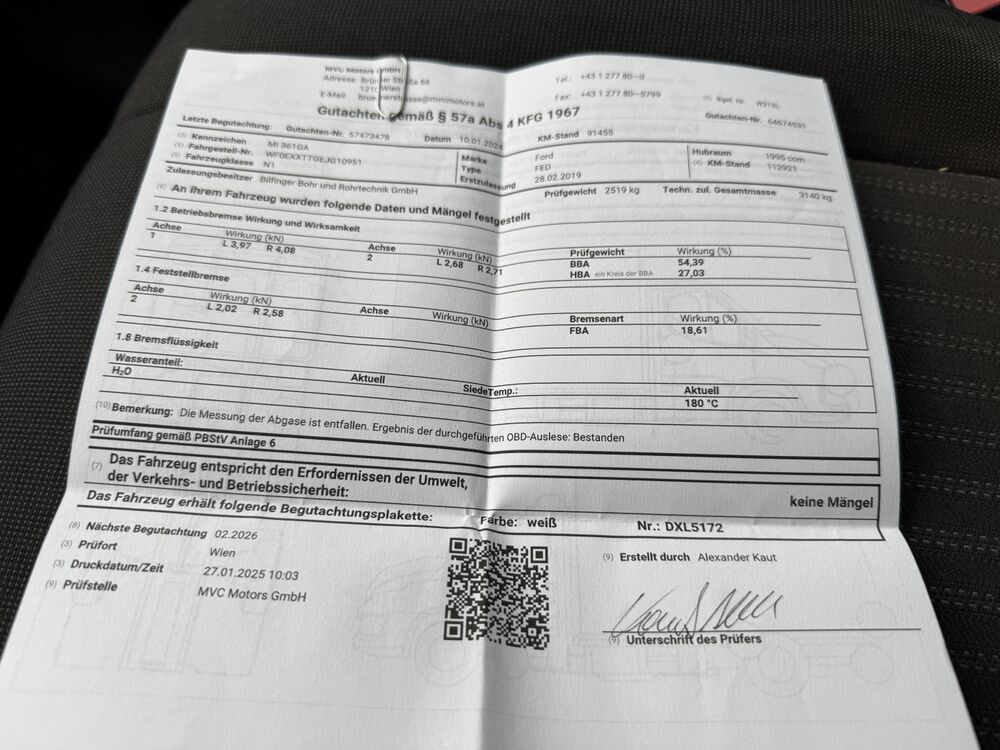 MVC Motors GmbH
Adresse: Straße 66
1210 Wien
E-Mail: bruennerstrasse@mvcmotors.at
Tel.: +43 1 277 80-0
Fax: +43 1 277 80-5799
Gutachten gemäß § 57a Abs 4 KFG 1967
Gutachten-Nr. 64674531
Letzte Begutachtung: Gutachten-Nr. 57473478 Datum 10.01.2024 KM-Stand 91455
(2) Kennzeichen MI 361GA Marke Ford Hubraum 1995 ccm
(1) Fahrgestell-Nr. WF0EXXTTGEJG10951 Type FED (4) KM-Stand 112921
(5) Fahrzeugklasse N1 Erstzulassung 28.02.2019
Zulassungsbesitzer Bilfinger Bohr und Rohrtechnik GmbH Prüfgewicht 2519 kg Techn. zul. Gesamtmasse 3140 kg
(6) An ihrem Fahrzeug wurden folgende Daten und Mängel festgestellt
1.2 Betriebsbremse Wirkung und Wirksamkeit
Achse Wirkung (kN) Achse Wirkung (kN) Prüfgewicht Wirkung (%)
1 L 3,97 R 4,08 2 L 2,68 R 2,71 BBA 54,39
HBA ein Kreis der BBA 27,03
1.4 Feststellbremse
Achse Wirkung (kN) Achse Wirkung (kN) Bremsenart Wirkung (%)
2 L 2,02 R 2,58 FBA 18,61
1.8 Bremsflüssigkeit
Wasseranteil: Aktuell SiedeTemp.: Aktuell
H₂O 180 °C
(10) Bemerkung: Die Messung der Abgase ist entfallen. Ergebnis der durchgeführten OBD-Auslese: Bestanden
Prüfumfang gemäß PBStV Anlage 6
(7) Das Fahrzeug entspricht den Erfordernissen der Umwelt,
der Verkehrs- und Betriebssicherheit: keine Mängel
Das Fahrzeug erhält folgende Begutachtungsplakette: Farbe: weiß Nr.: DXL5172
(8) Nächste Begutachtung 02.2026
(3) Prüfort Wien
(3) Druckdatum/Zeit 27.01.2025 10:03
(9) Prüfstelle MVC Motors GmbH
(9) Erstellt durch Alexander Kaut
(9) Unterschrift des Prüfers